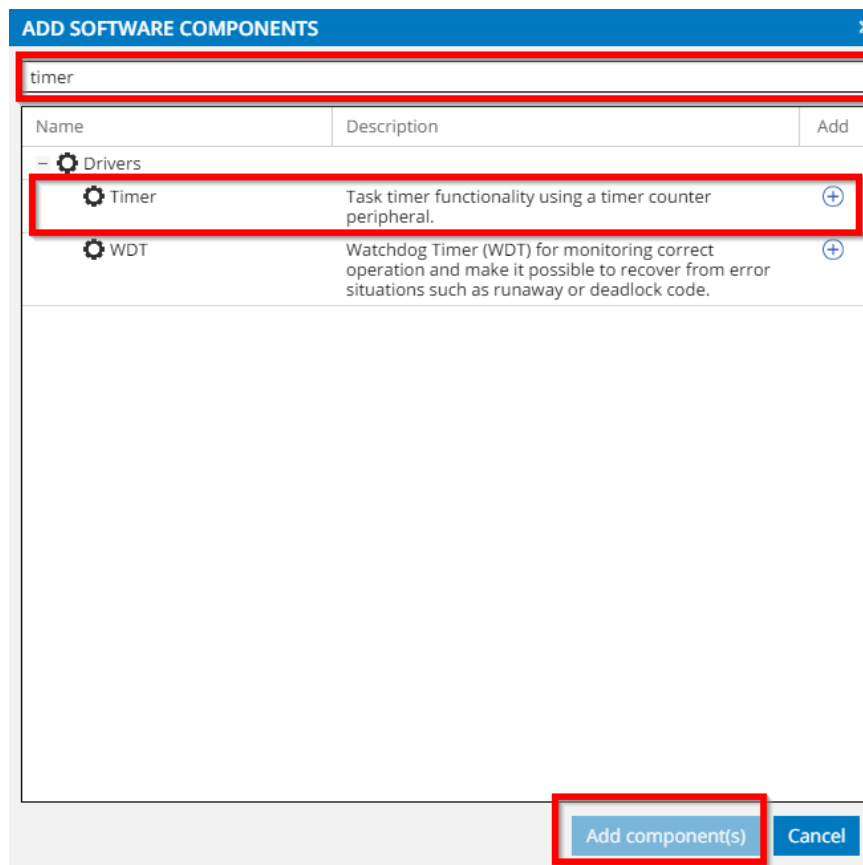 ADD SOFTWARE COMPONENTS
timer
Name Description Add
Drivers
Timer Task timer functionality using a timer counter
peripheral.
WDT Watchdog Timer (WDT) for monitoring correct
operation and make it possible to recover from error
situations such as runaway or deadlock code.
Add component(s) Cancel